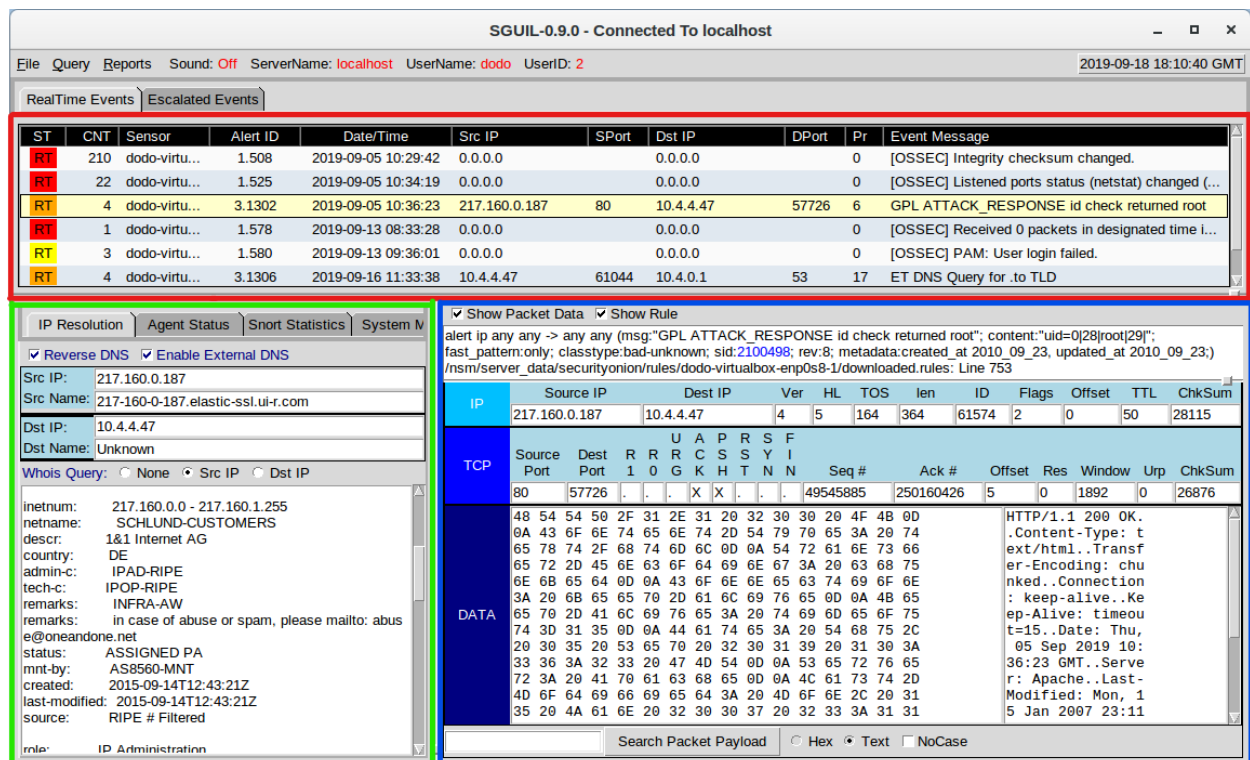 SGUIL-0.9.0 - Connected To localhost
File Query Reports Sound: Off ServerName: localhost UserName: dodo UserID: 2 2019-09-18 18:10:40 GMT
RealTime Events Escalated Events
ST CNT Sensor Alert ID Date/Time Src IP SPort Dst IP DPort Pr Event Message
RT 210 dodo-virtu... 1.508 2019-09-05 10:29:42 0.0.0.0 0.0.0.0 0 [OSSEC] Integrity checksum changed.
RT 22 dodo-virtu... 1.525 2019-09-05 10:34:19 0.0.0.0 0.0.0.0 0 [OSSEC] Listened ports status (netstat) changed (...
RT 4 dodo-virtu... 3.1302 2019-09-05 10:36:23 217.160.0.187 80 10.4.4.47 57726 6 GPL ATTACK_RESPONSE id check returned root
RT 1 dodo-virtu... 1.578 2019-09-13 08:33:28 0.0.0.0 0.0.0.0 0 [OSSEC] Received 0 packets in designated time i...
RT 3 dodo-virtu... 1.580 2019-09-13 09:36:01 0.0.0.0 0.0.0.0 0 [OSSEC] PAM: User login failed.
RT 4 dodo-virtu... 3.1306 2019-09-16 11:33:38 10.4.4.47 61044 10.4.0.1 53 17 ET DNS Query for .to TLD
IP Resolution Agent Status Snort Statistics System M
Reverse DNS Enable External DNS
Src IP: 217.160.0.187
Src Name: 217-160-0-187.elastic-ssl.ui-r.com
Dst IP: 10.4.4.47
Dst Name: Unknown
Whois Query: None Src IP Dst IP
inetnum: 217.160.0.0 - 217.160.1.255
netname: SCHLUND-CUSTOMERS
descr: 1&1 Internet AG
country: DE
admin-c: IPAD-RIPE
tech-c: IPOP-RIPE
remarks: INFRA-AW
remarks: in case of abuse or spam, please mailto: abus
e@oneandone.net
status: ASSIGNED PA
mnt-by: AS8560-MNT
created: 2015-09-14T12:43:21Z
last-modified: 2015-09-14T12:43:21Z
source: RIPE # Filtered
role: IP Administration
Show Packet Data Show Rule
alert ip any any -> any any (msg:"GPL ATTACK_RESPONSE id check returned root"; content:"uid=0|28|root|29|";
fast_pattern:only; classtype:bad-unknown; sid:2100498; rev:8; metadata:created_at 2010_09_23, updated_at 2010_09_23;)
/nsm/server_data/securityonion/rules/dodo-virtualbox-enp0s8-1/downloaded.rules: Line 753
IP Source IP Dest IP Ver HL TOS len ID Flags Offset TTL ChkSum
217.160.0.187 10.4.4.47 4 5 164 364 61574 2 0 50 28115
TCP Source Port Dest Port R1 R0 URG ACK PSH RST SYN FIN Seq # Ack # Offset Res Window Urp ChkSum
80 57726 . . . X X . . . 49545885 250160426 5 0 1892 0 26876
DATA
48 54 54 50 2F 31 2E 31 20 32 30 30 20 4F 4B 0D HTTP/1.1 200 OK.
0A 43 6F 6E 74 65 6E 74 2D 54 79 70 65 3A 20 74 .Content-Type: t
65 78 74 2F 68 74 6D 6C 0D 0A 54 72 61 6E 73 66 ext/html..Transf
65 72 2D 45 6E 63 6F 64 69 6E 67 3A 20 63 68 75 er-Encoding: chu
6E 6B 65 64 0D 0A 43 6F 6E 6E 65 63 74 69 6F 6E nked..Connection
3A 20 6B 65 65 70 2D 61 6C 69 76 65 0D 0A 4B 65 : keep-alive..Ke
65 70 2D 41 6C 69 76 65 3A 20 74 69 6D 65 6F 75 ep-Alive: timeou
74 3D 31 35 0D 0A 44 61 74 65 3A 20 54 68 75 2C t=15..Date: Thu,
20 30 35 20 53 65 70 20 32 30 31 39 20 31 30 3A 05 Sep 2019 10:
33 36 3A 32 33 20 47 4D 54 0D 0A 53 65 72 76 65 36:23 GMT..Serve
72 3A 20 41 70 61 63 68 65 0D 0A 4C 61 73 74 2D r: Apache..Last-
4D 6F 64 69 66 69 65 64 3A 20 4D 6F 6E 2C 20 31 Modified: Mon, 1
35 20 4A 61 6E 20 32 30 30 37 20 32 33 3A 31 31 5 Jan 2007 23:11
Search Packet Payload Hex Text NoCase